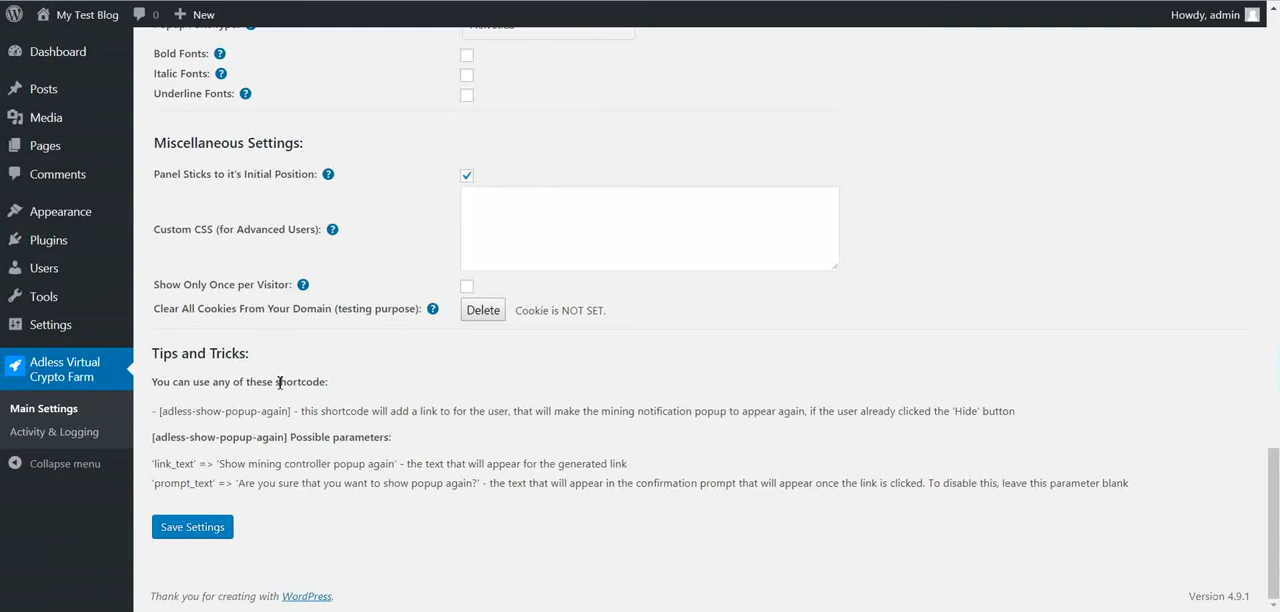 My Test Blog 0 New Howdy, admin
Dashboard
Posts
Media
Pages
Comments
Appearance
Plugins
Users
Tools
Settings
Adless Virtual
Crypto Farm
Main Settings
Activity & Logging
Collapse menu
Bold Fonts: ?
Italic Fonts: ?
Underline Fonts: ?
Miscellaneous Settings:
Panel Sticks to it's Initial Position: ?
Custom CSS (for Advanced Users): ?
Show Only Once per Visitor: ?
Clear All Cookies From Your Domain (testing purpose): ? Delete Cookie is NOT SET.
Tips and Tricks:
You can use any of these shortcode:
- [adless-show-popup-again] - this shortcode will add a link to for the user, that will make the mining notification popup to appear again, if the user already clicked the 'Hide' button
[adless-show-popup-again] Possible parameters:
'link_text' => 'Show mining controller popup again' - the text that will appear for the generated link
'prompt_text' => 'Are you sure that you want to show popup again?' - the text that will appear in the confirmation prompt that will appear once the link is clicked. To disable this, leave this parameter blank
Save Settings
Thank you for creating with WordPress. Version 4.9.1